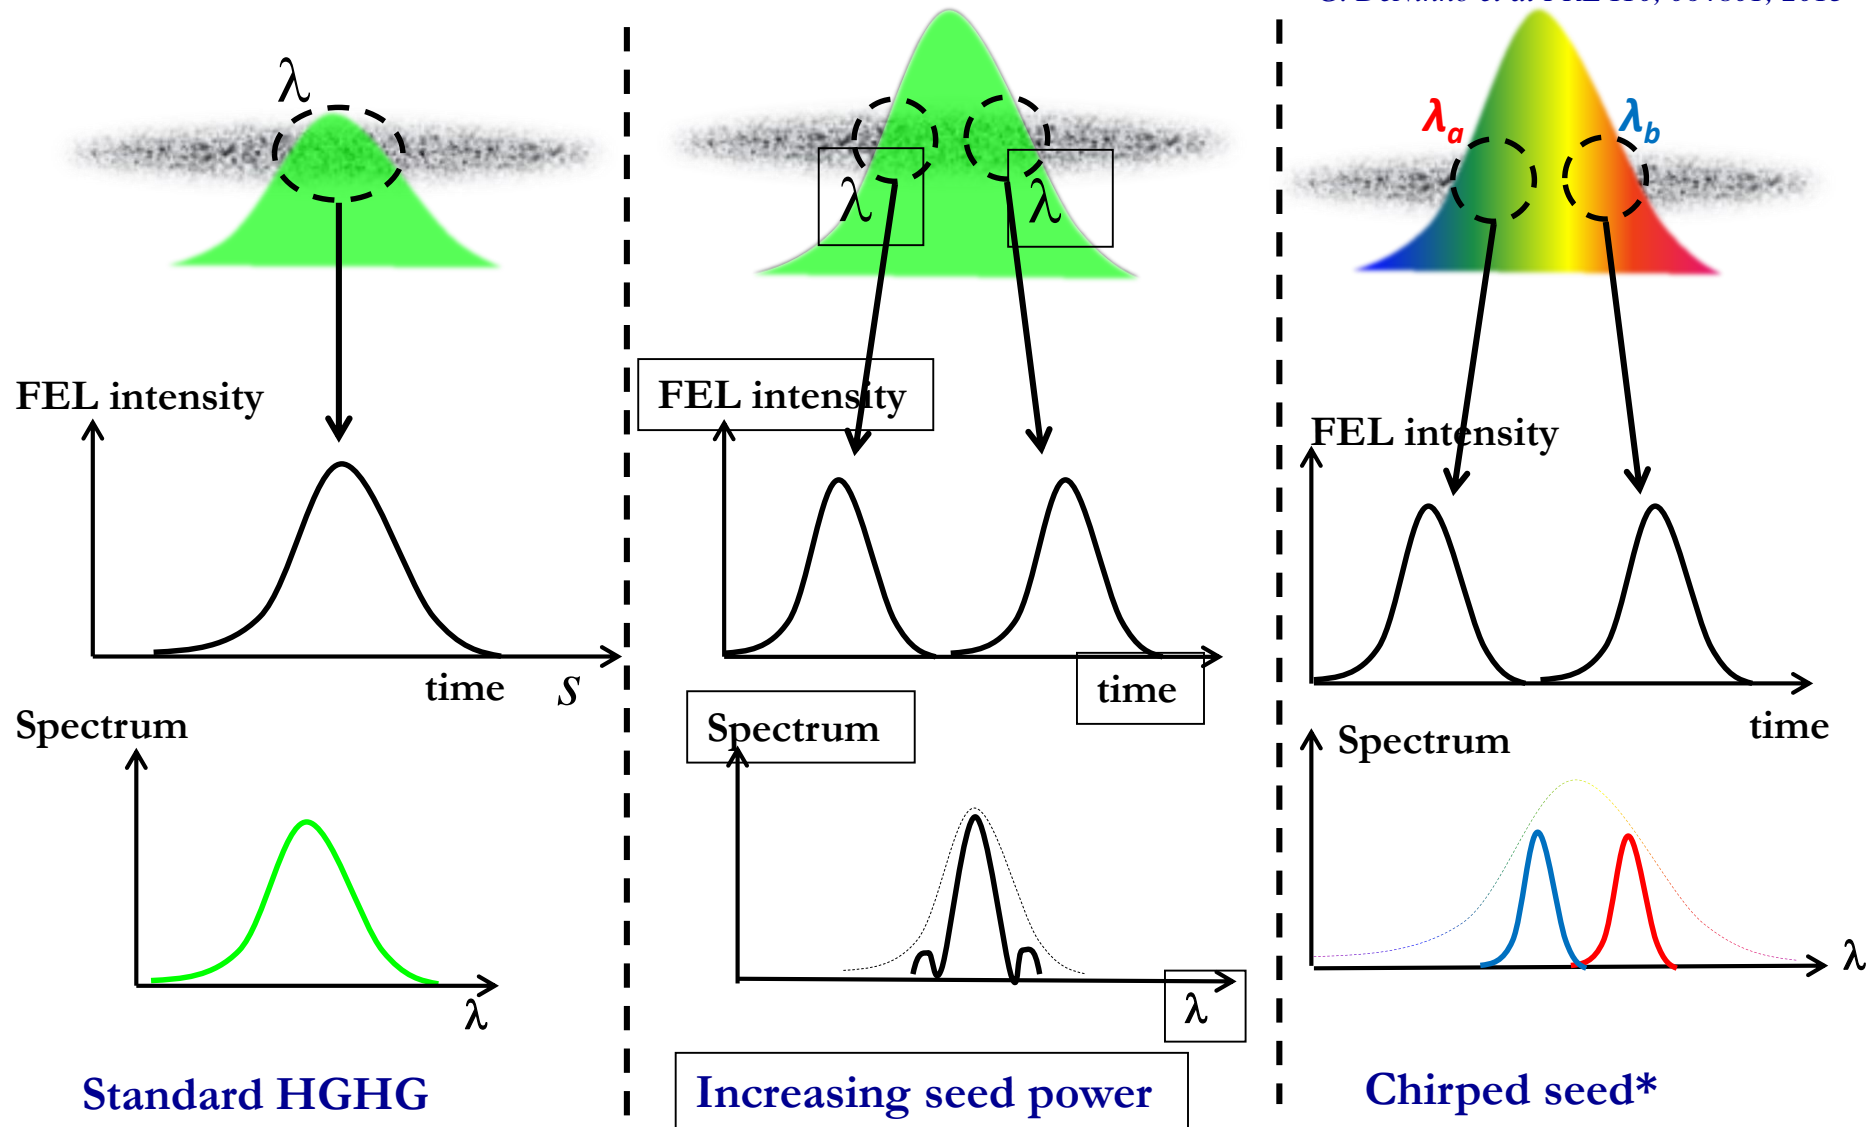 λ
FEL intensity
time
s
Spectrum
λ
Standard HGHG
λ
λ
FEL intensity
time
Spectrum
λ
Increasing seed power
λa
λb
FEL intensity
time
Spectrum
λ
Chirped seed*